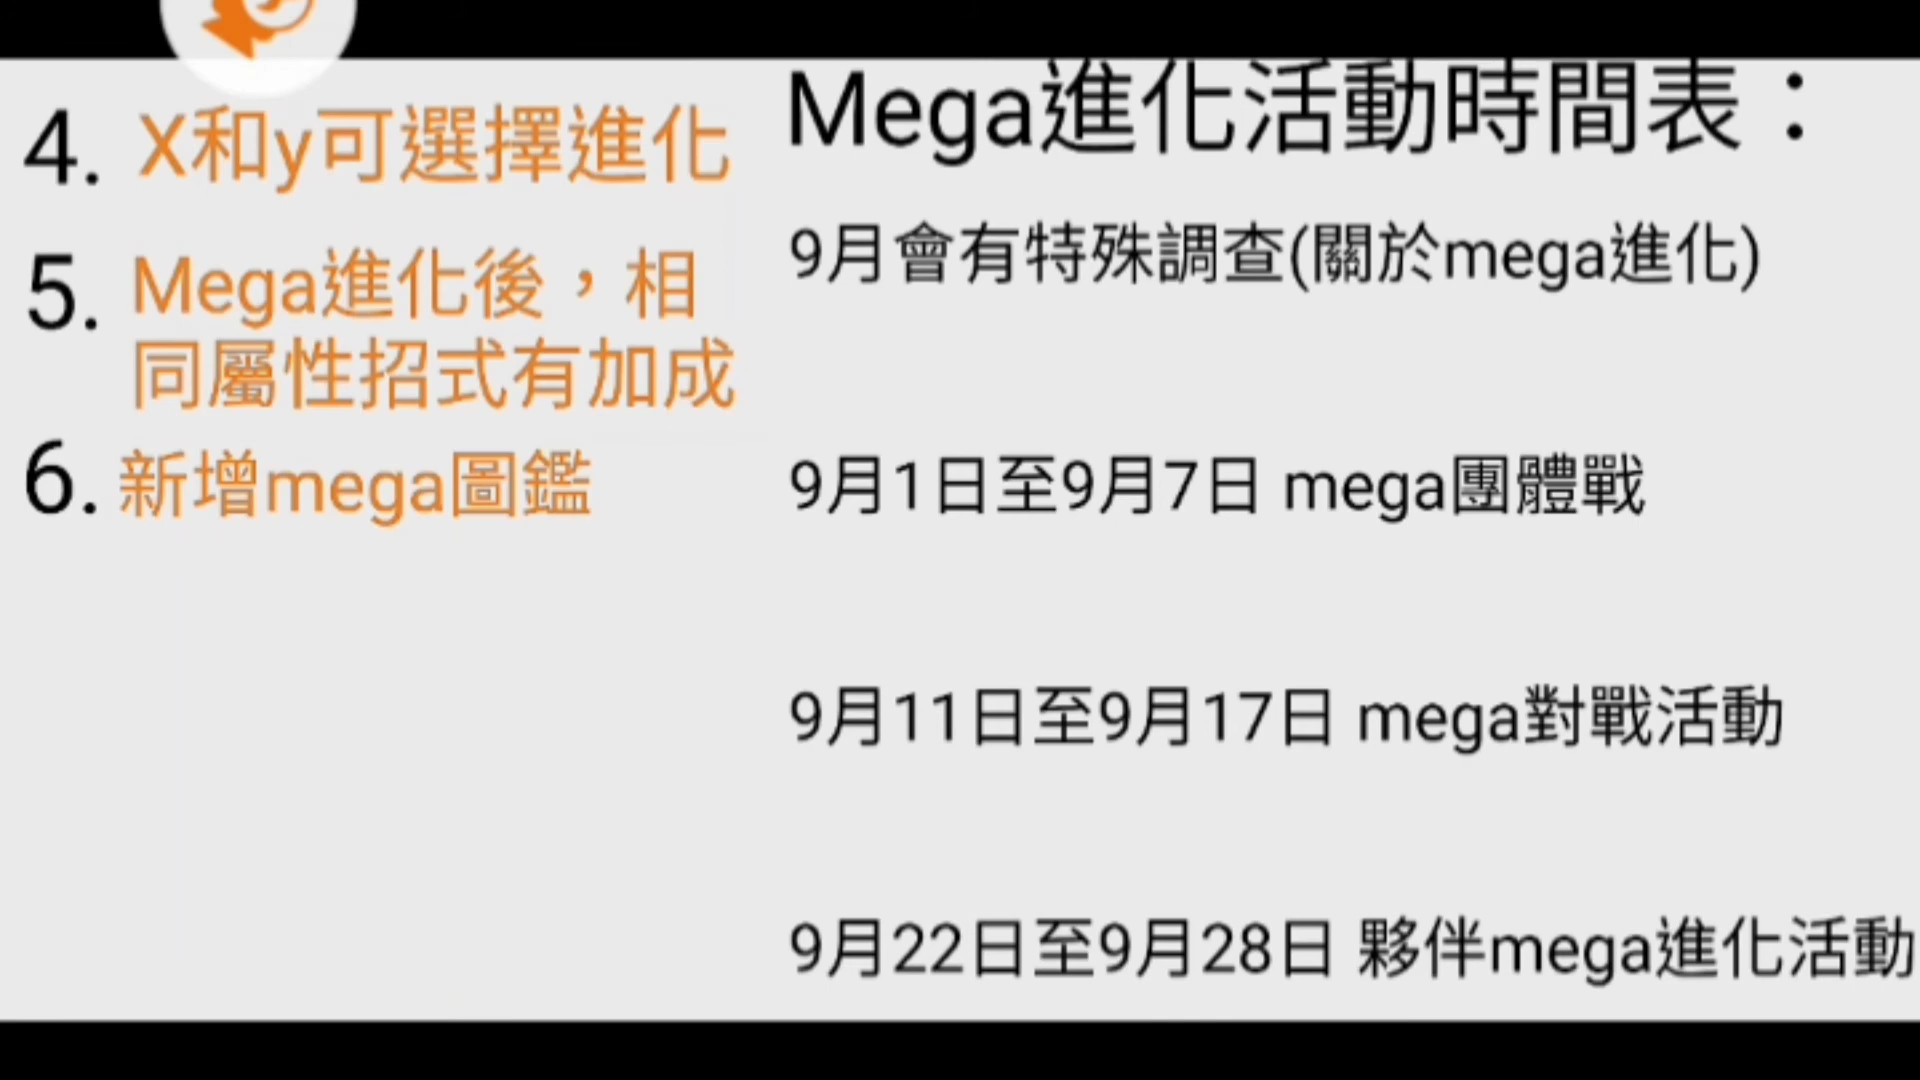 4. X和y可選擇進化
5. Mega進化後，相
同屬性招式有加成
6. 新增mega圖鑑
Mega進化活動時間表：
9月會有特殊調查(關於mega進化)
9月1日至9月7日 mega團體戰
9月11日至9月17日 mega對戰活動
9月22日至9月28日 夥伴mega進化活動